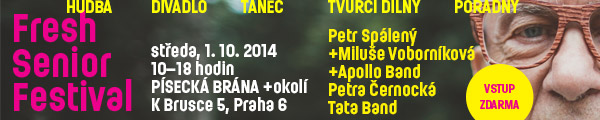 HUDBA DIVADLO TANEC TVŮRČÍ DÍLNY PORADNY
Fresh
Senior
Festival
středa, 1. 10. 2014
10–18 hodin
PÍSECKÁ BRÁNA +okolí
K Brusce 5, Praha 6
Petr Spálený
+Miluše Voborníková
+Apollo Band
Petra Černocká
Tata Band
VSTUP
ZDARMA